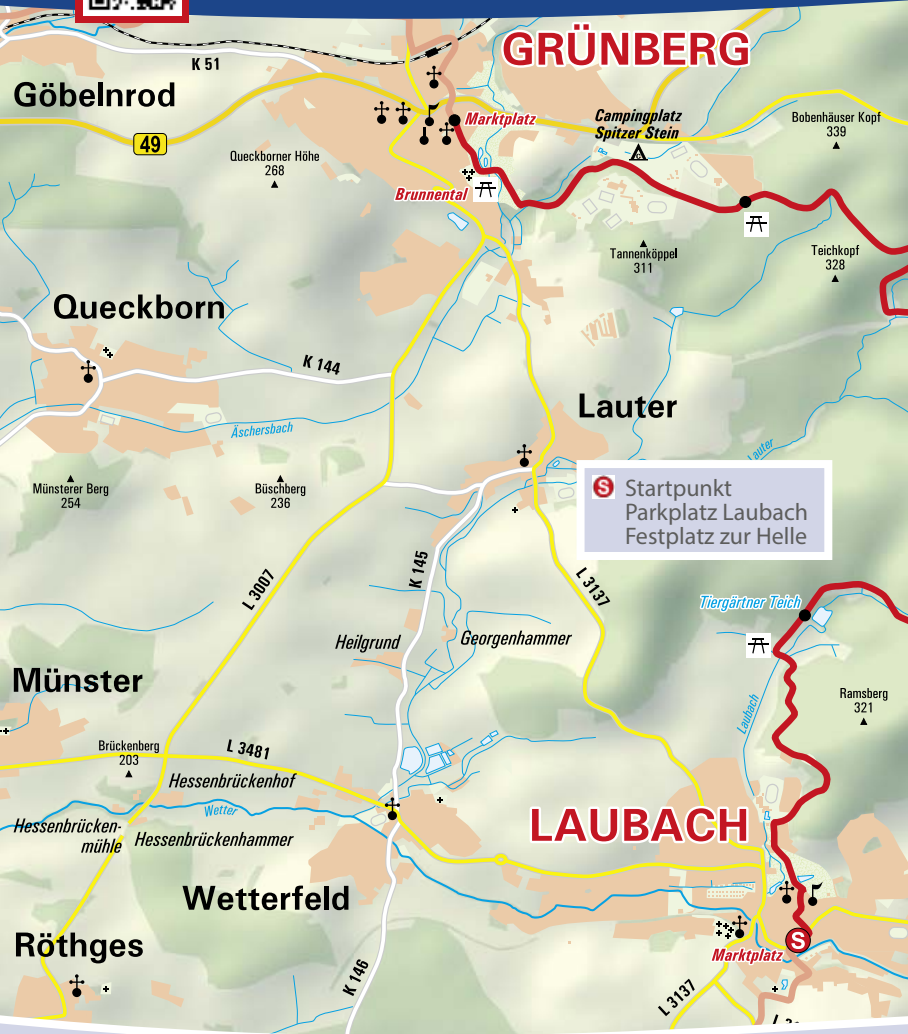 GRÜNBERG
K 51
Göbelnrod
49
Marktplatz
Campingplatz
Spitzer Stein
Bobenhäuser Kopf
339
Queckborner Höhe
268
Brunnental
Tannenköppel
311
Teichkopf
328
Queckborn
K 144
Lauter
Äschersbach
Lauter
Münsterer Berg
254
Büschberg
236
S Startpunkt
Parkplatz Laubach
Festplatz zur Helle
K 145
L 3007
L 3137
Tiergärtner Teich
Heilgrund
Georgenhammer
Münster
Laubach
Ramsberg
321
Brückenberg
203
L 3481
Hessenbrückenhof
Wetter
Hessenbrücken-
mühle
Hessenbrückenhammer
LAUBACH
Wetterfeld
Röthges
Marktplatz
S
K 146
L 3137